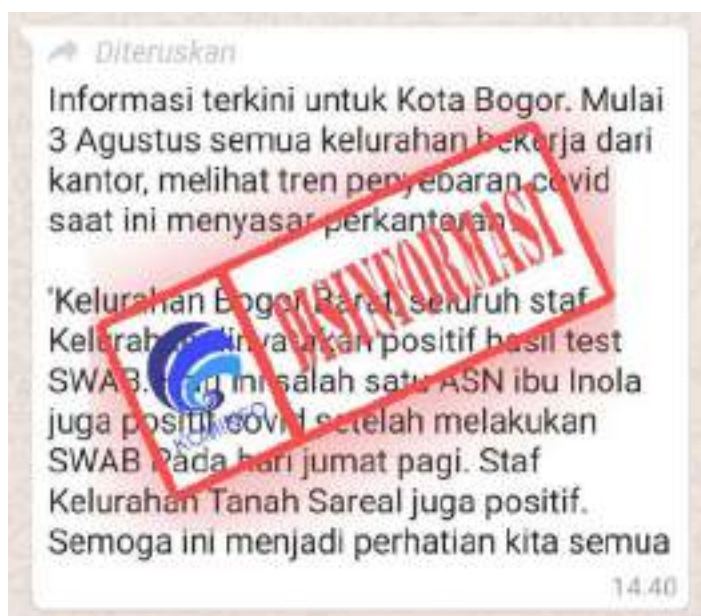 Diteruskan
Informasi terkini untuk Kota Bogor. Mulai
3 Agustus semua kelurahan bekerja dari
kantor, melihat tren penyebaran covid
saat ini menyasar perkantoran.
"Kelurahan Bogor Barat, seluruh staf
Kelurahan dinyatakan positif hasil test
SWAB. ini salah satu ASN ibu Inola
juga positif covid setelah melakukan
SWAB Pada hari jumat pagi. Staf
Kelurahan Tanah Sareal juga positif.
Semoga ini menjadi perhatian kita semua
14.40
DISINFORMASI
KOMINFO